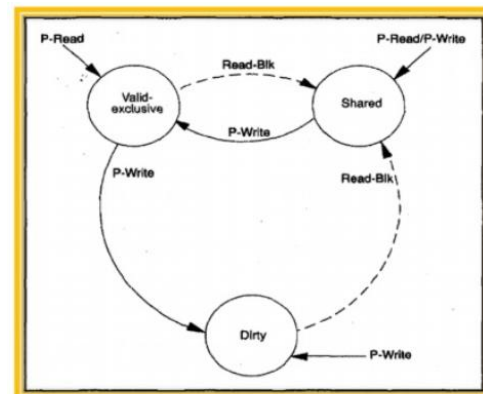 P-Read
P-Read/P-Write
Read-Blk
Valid-
exclusive
Shared
P-Write
P-Write
Read-Blk
Dirty
P-Write